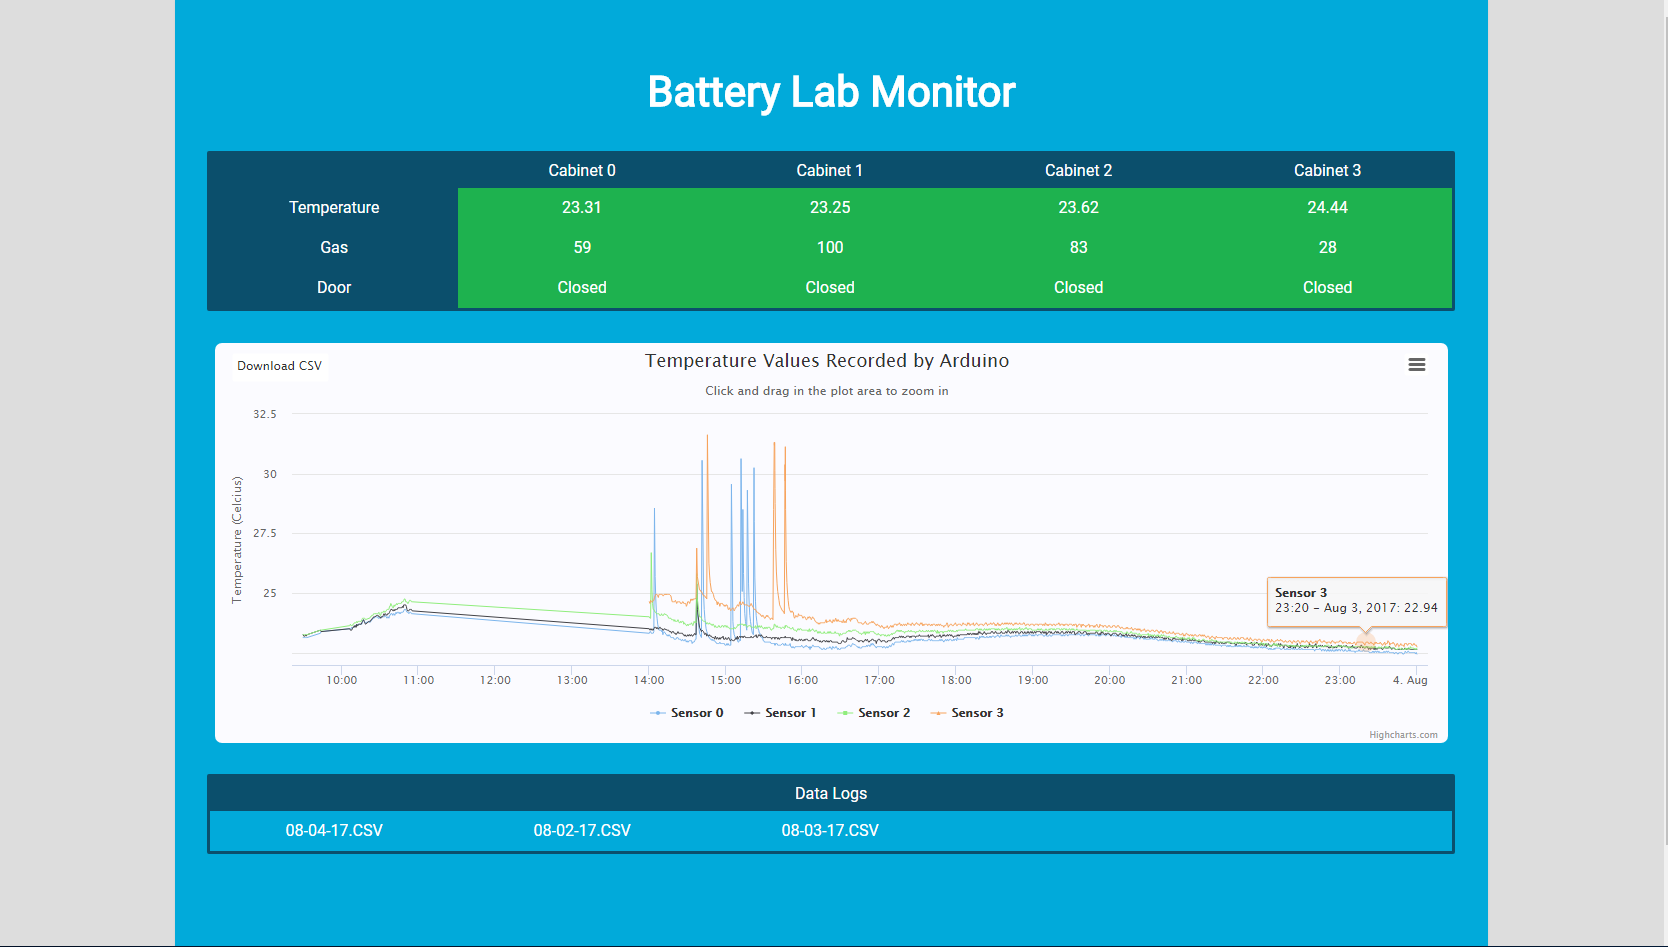 Battery Lab Monitor
Cabinet 0 Cabinet 1 Cabinet 2 Cabinet 3
Temperature 23.31 23.25 23.62 24.44
Gas 59 100 83 28
Door Closed Closed Closed Closed
Download CSV
Temperature Values Recorded by Arduino
Click and drag in the plot area to zoom in
Temperature (Celcius)
32.5
30
27.5
25
Sensor 3
23:20 - Aug 3, 2017: 22.94
10:00 11:00 12:00 13:00 14:00 15:00 16:00 17:00 18:00 19:00 20:00 21:00 22:00 23:00 4. Aug
Sensor 0 Sensor 1 Sensor 2 Sensor 3
Highcharts.com
Data Logs
08-04-17.CSV 08-02-17.CSV 08-03-17.CSV